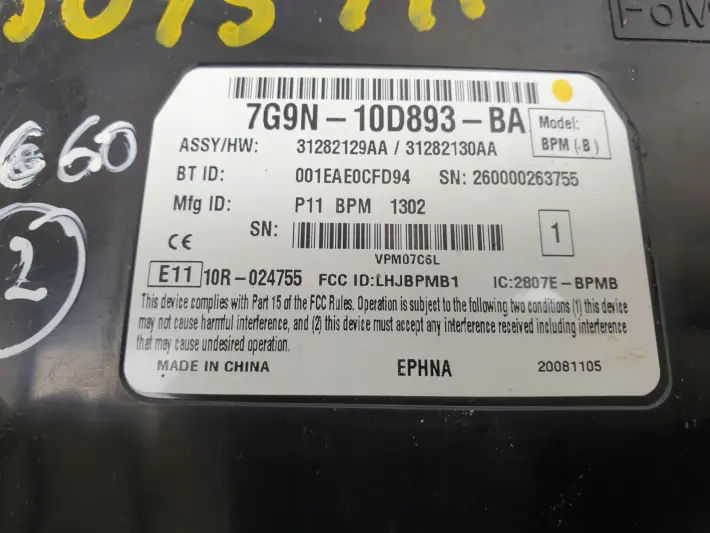 FoM
7G9N-10D893-BA
Model:
BPM (-B)
ASSY/HW: 31282129AA / 31282130AA
BT ID: 001EAE0CFD94 SN: 260000263755
Mfg ID: P11 BPM 1302
SN:
1
VPM07C6L
CE
E11 10R-024755 FCC ID:LHJBPMB1 IC:2807E-BPMB
This device complies with Part 15 of the FCC Rules. Operation is subject to the following two conditions (1) this device
may not cause harmful interference, and (2) this device must accept any interference received including interference
that may cause undesired operation.
MADE IN CHINA EPHNA 20081105
60
2